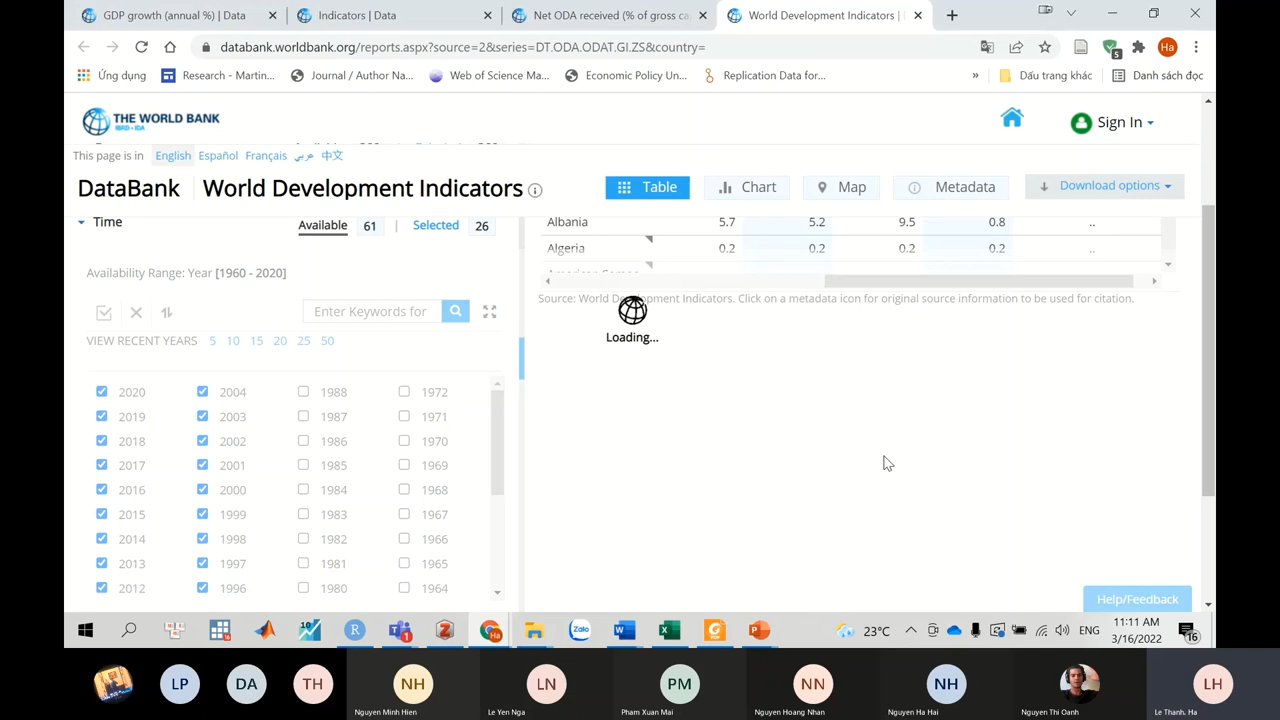 GDP growth (annual %) | Data
Indicators | Data
Net ODA received (% of gross ca
World Development Indicators |
databank.worldbank.org/reports.aspx?source=2&series=DT.ODA.ODAT.GI.ZS&country=
Ha
5
Ứng dụng
Research - Martin...
Journal / Author Na...
Web of Science Ma...
Economic Policy Un...
Replication Data for...
»
Dấu trang khác
Danh sách đọc
THE WORLD BANK
IBRD • IDA
Sign In
This page is in
English
Español
Français
عربي
中文
DataBank
World Development Indicators
Table
Chart
Map
Metadata
Download options
Time
Available
61
|
Selected
26
Albania 5.7 5.2 9.5 0.8 ..
Algeria 0.2 0.2 0.2 0.2 ..
Availability Range: Year [1960 - 2020]
Source: World Development Indicators. Click on a metadata icon for original source information to be used for citation.
Loading...
Enter Keywords for
VIEW RECENT YEARS 5 10 15 20 25 50
2020 2004 1988 1972
2019 2003 1987 1971
2018 2002 1986 1970
2017 2001 1985 1969
2016 2000 1984 1968
2015 1999 1983 1967
2014 1998 1982 1966
2013 1997 1981 1965
2012 1996 1980 1964
Help/Feedback
23°C
ENG
11:11 AM
3/16/2022
16
LP
DA
TH
NH
LN
PM
NN
NH
LH
Nguyen Minh Hien
Le Yen Nga
Pham Xuan Mai
Nguyen Hoang Nhan
Nguyen Ha Hai
Nguyen Thi Oanh
Le Thanh. Ha